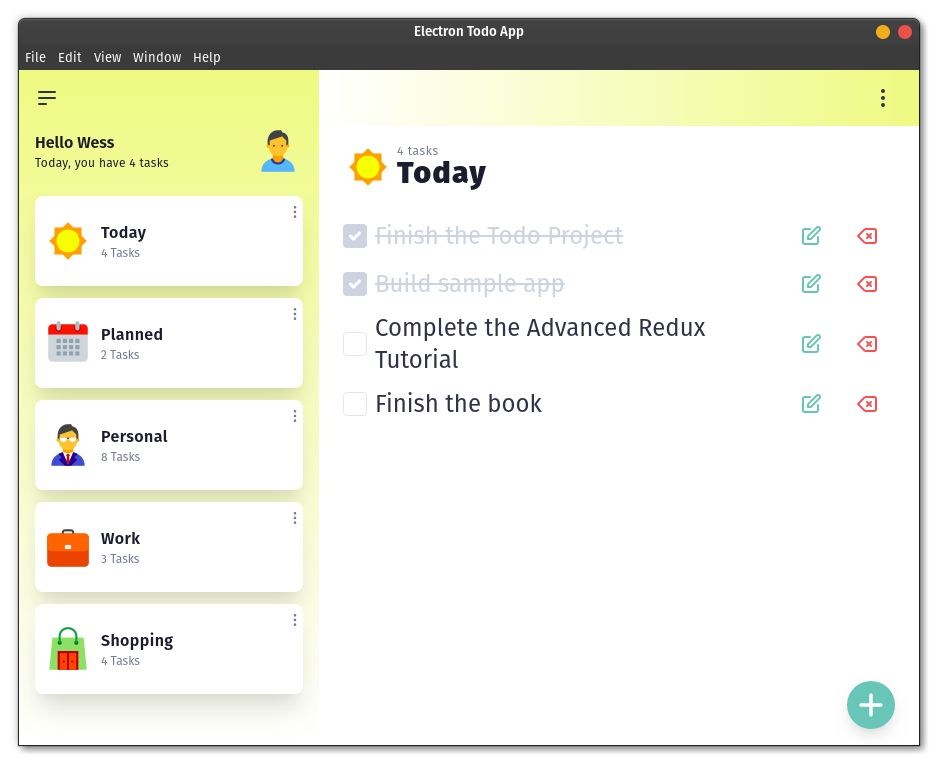 Electron Todo App
File Edit View Window Help
Hello Wess
Today, you have 4 tasks
Today
4 Tasks
Planned
2 Tasks
Personal
8 Tasks
Work
3 Tasks
Shopping
4 Tasks
4 tasks
Today
Finish the Todo Project
Build sample app
Complete the Advanced Redux
Tutorial
Finish the book